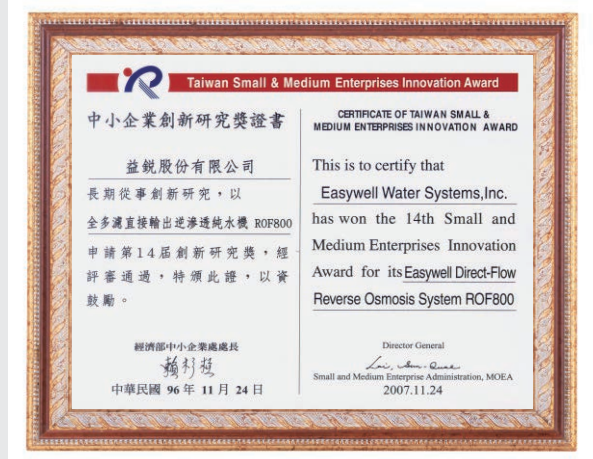 Taiwan Small & Medium Enterprises Innovation Award
中小企業創新研究獎證書
益銳股份有限公司
長期從事創新研究，以
全多濾直接輸出逆滲透純水機 ROF800
申請第14届創新研究獎，經
評審通過，特頒此證，以資
鼓勵。
經濟部中小企業處處長
賴杉桂
中華民國 96 年 11 月 24 日
CERTIFICATE OF TAIWAN SMALL &
MEDIUM ENTERPRISES INNOVATION AWARD
This is to certify that
Easywell Water Systems,Inc.
has won the 14th Small and
Medium Enterprises Innovation
Award for its Easywell Direct-Flow
Reverse Osmosis System ROF800
Director General
Small and Medium Enterprise Administration, MOEA
2007.11.24